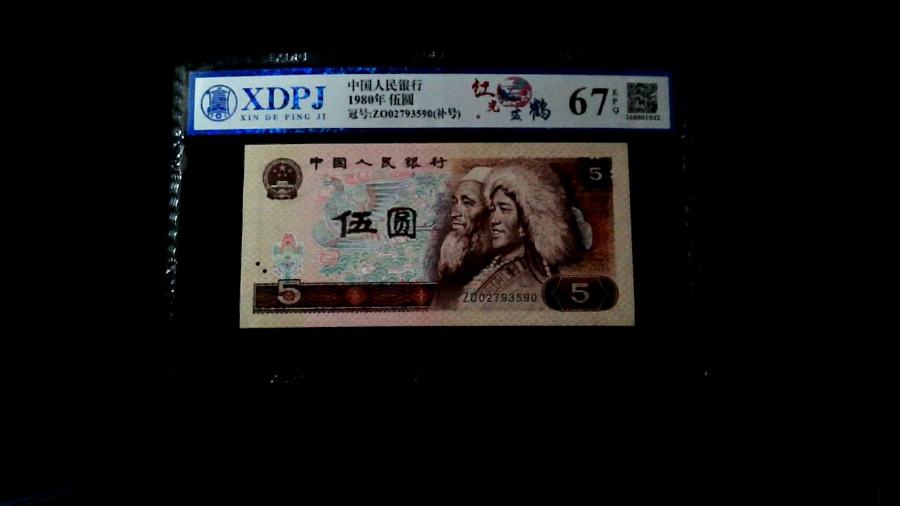 XDPJ
XIN DE PING JI
中国人民银行
1980年 伍圆
冠号:ZO02793590(补号)
红光蓝鹤
67
EPQ
中国人民银行
5
伍圆
5
ZO02793590
5